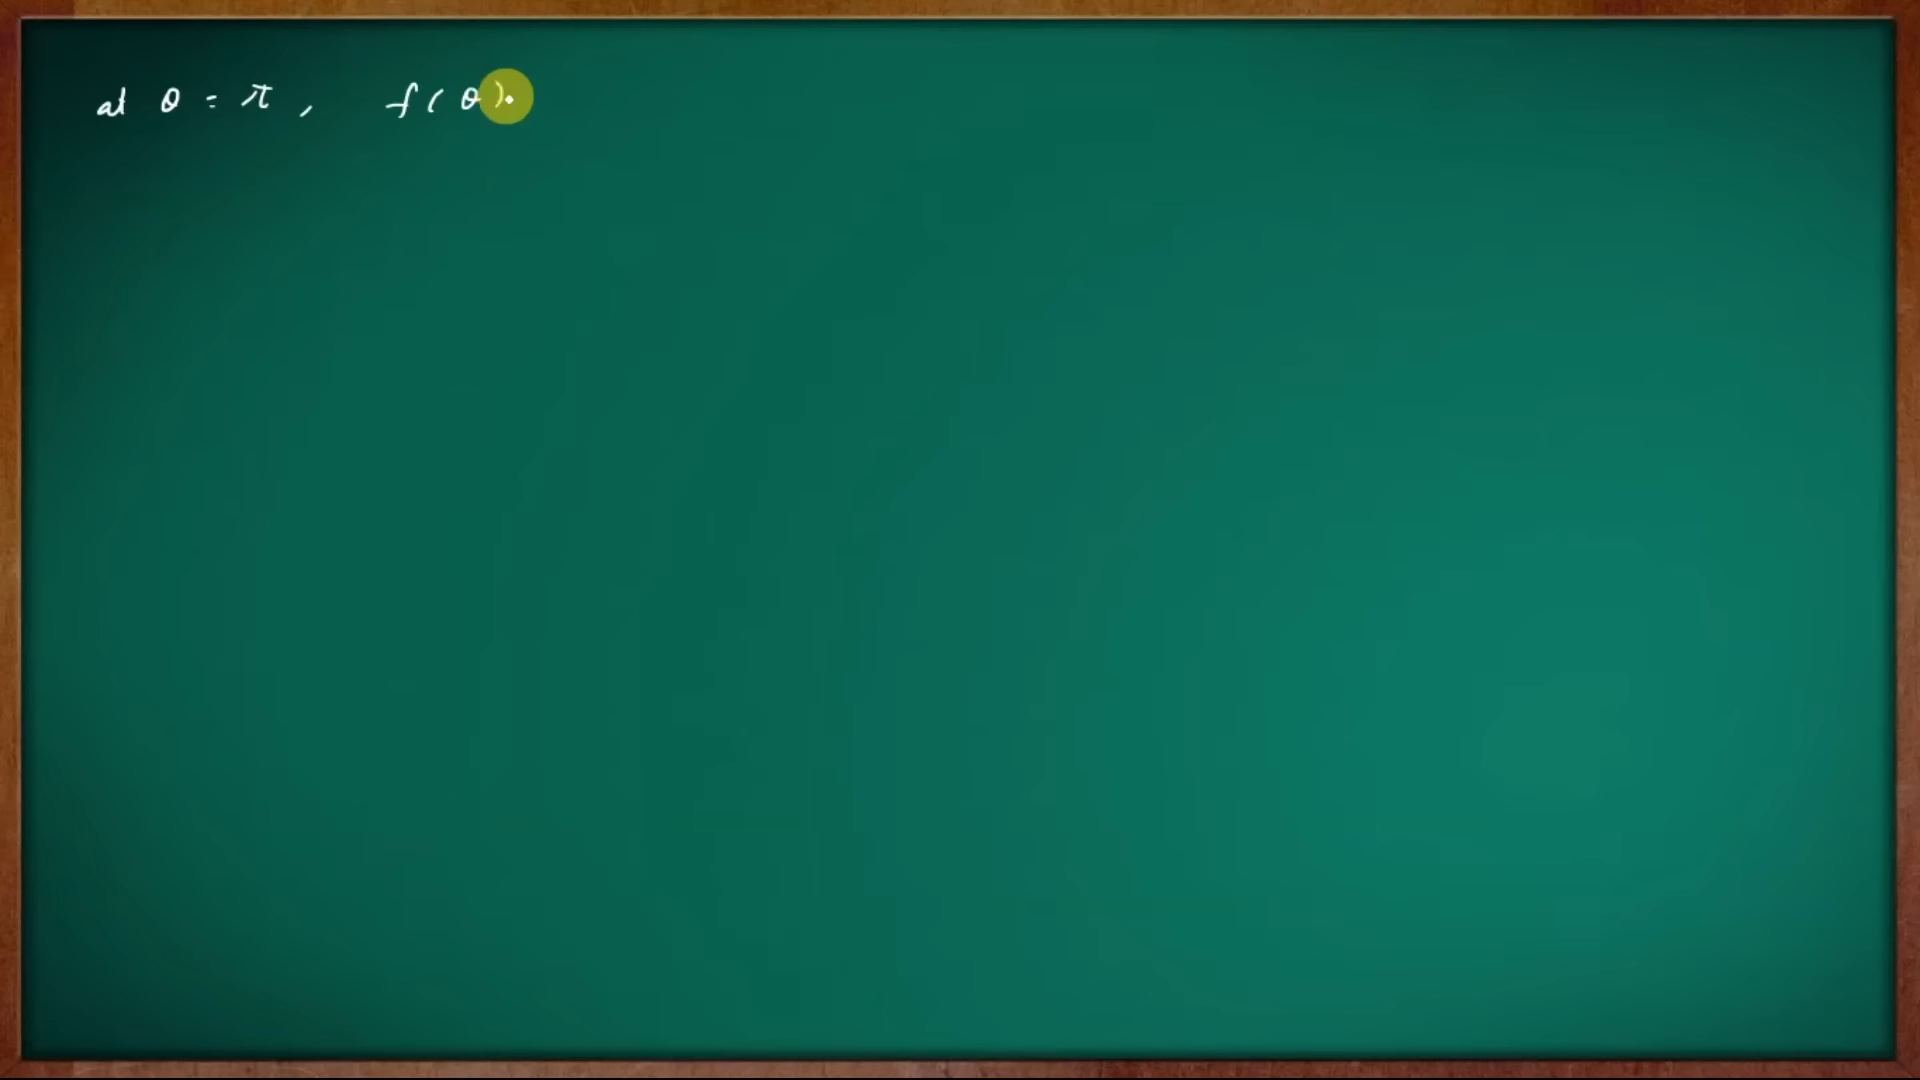 at θ = π , f(θ)